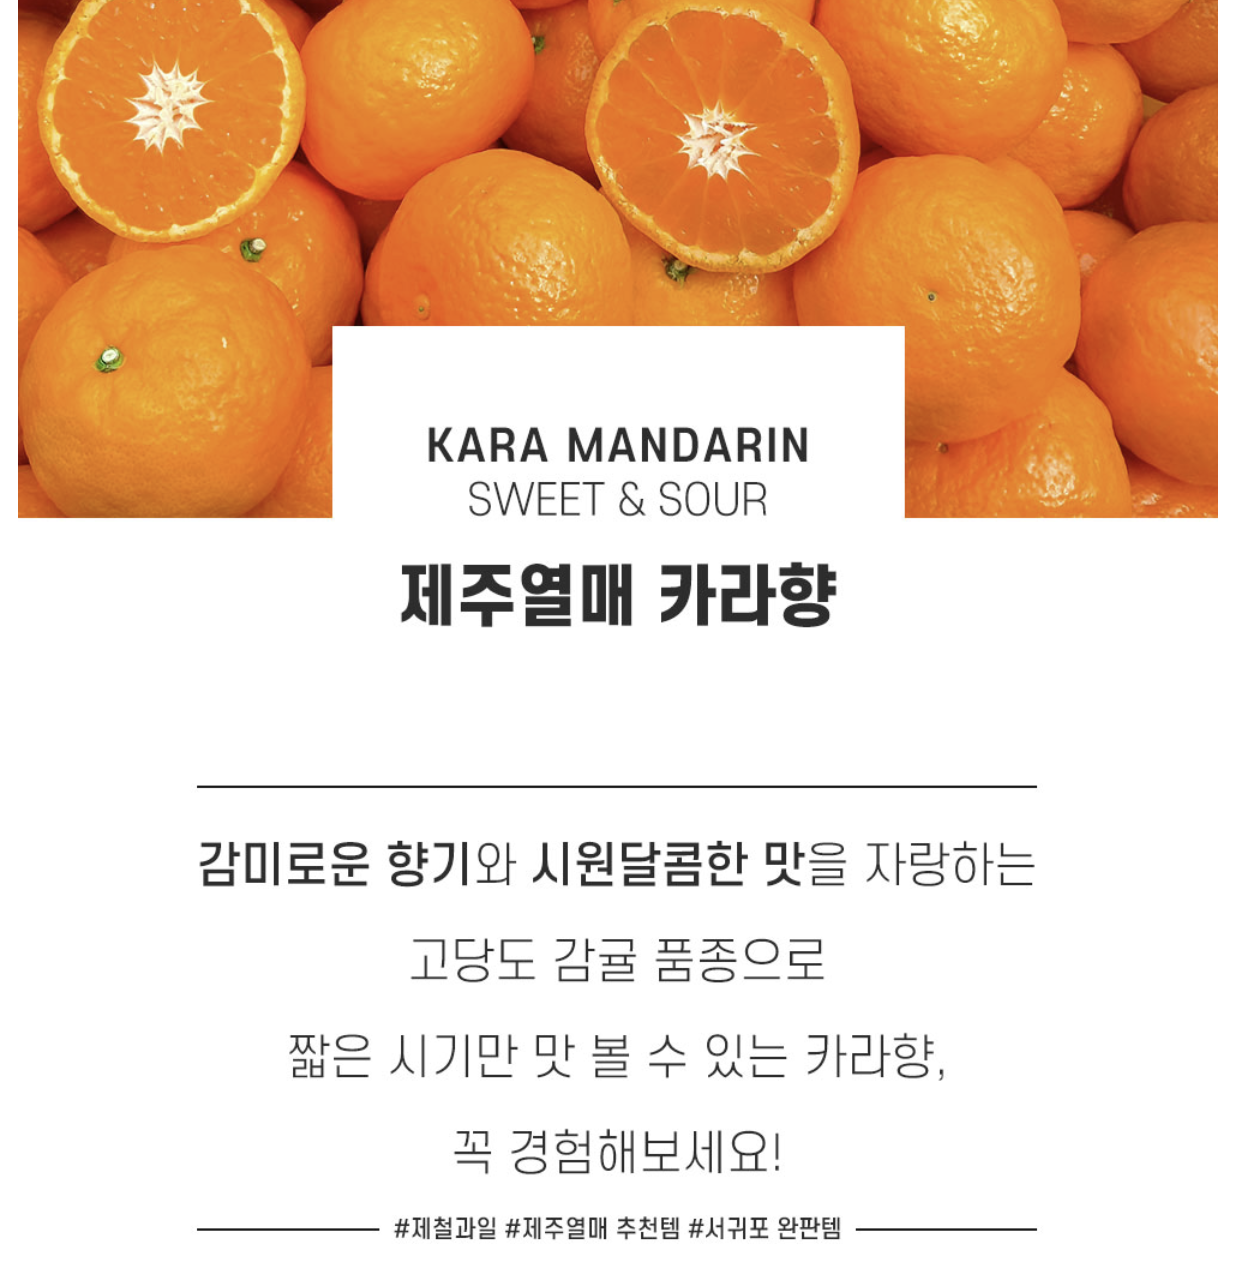 KARA MANDARIN
SWEET & SOUR
제주열매 카라향
감미로운 향기와 시원달콤한 맛을 자랑하는
고당도 감귤 품종으로
짧은 시기만 맛 볼 수 있는 카라향,
꼭 경험해보세요!
#제철과일 #제주열매 추천템 #서귀포 완판템